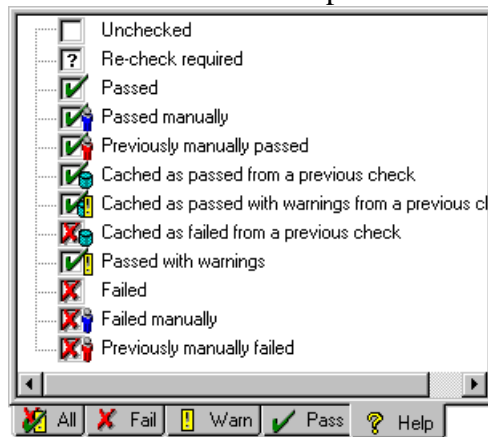 Unchecked
? Re-check required
Passed
Passed manually
Previously manually passed
Cached as passed from a previous check
Cached as passed with warnings from a previous
Cached as failed from a previous check
Passed with warnings
Failed
Failed manually
Previously manually failed
All Fail Warn Pass Help